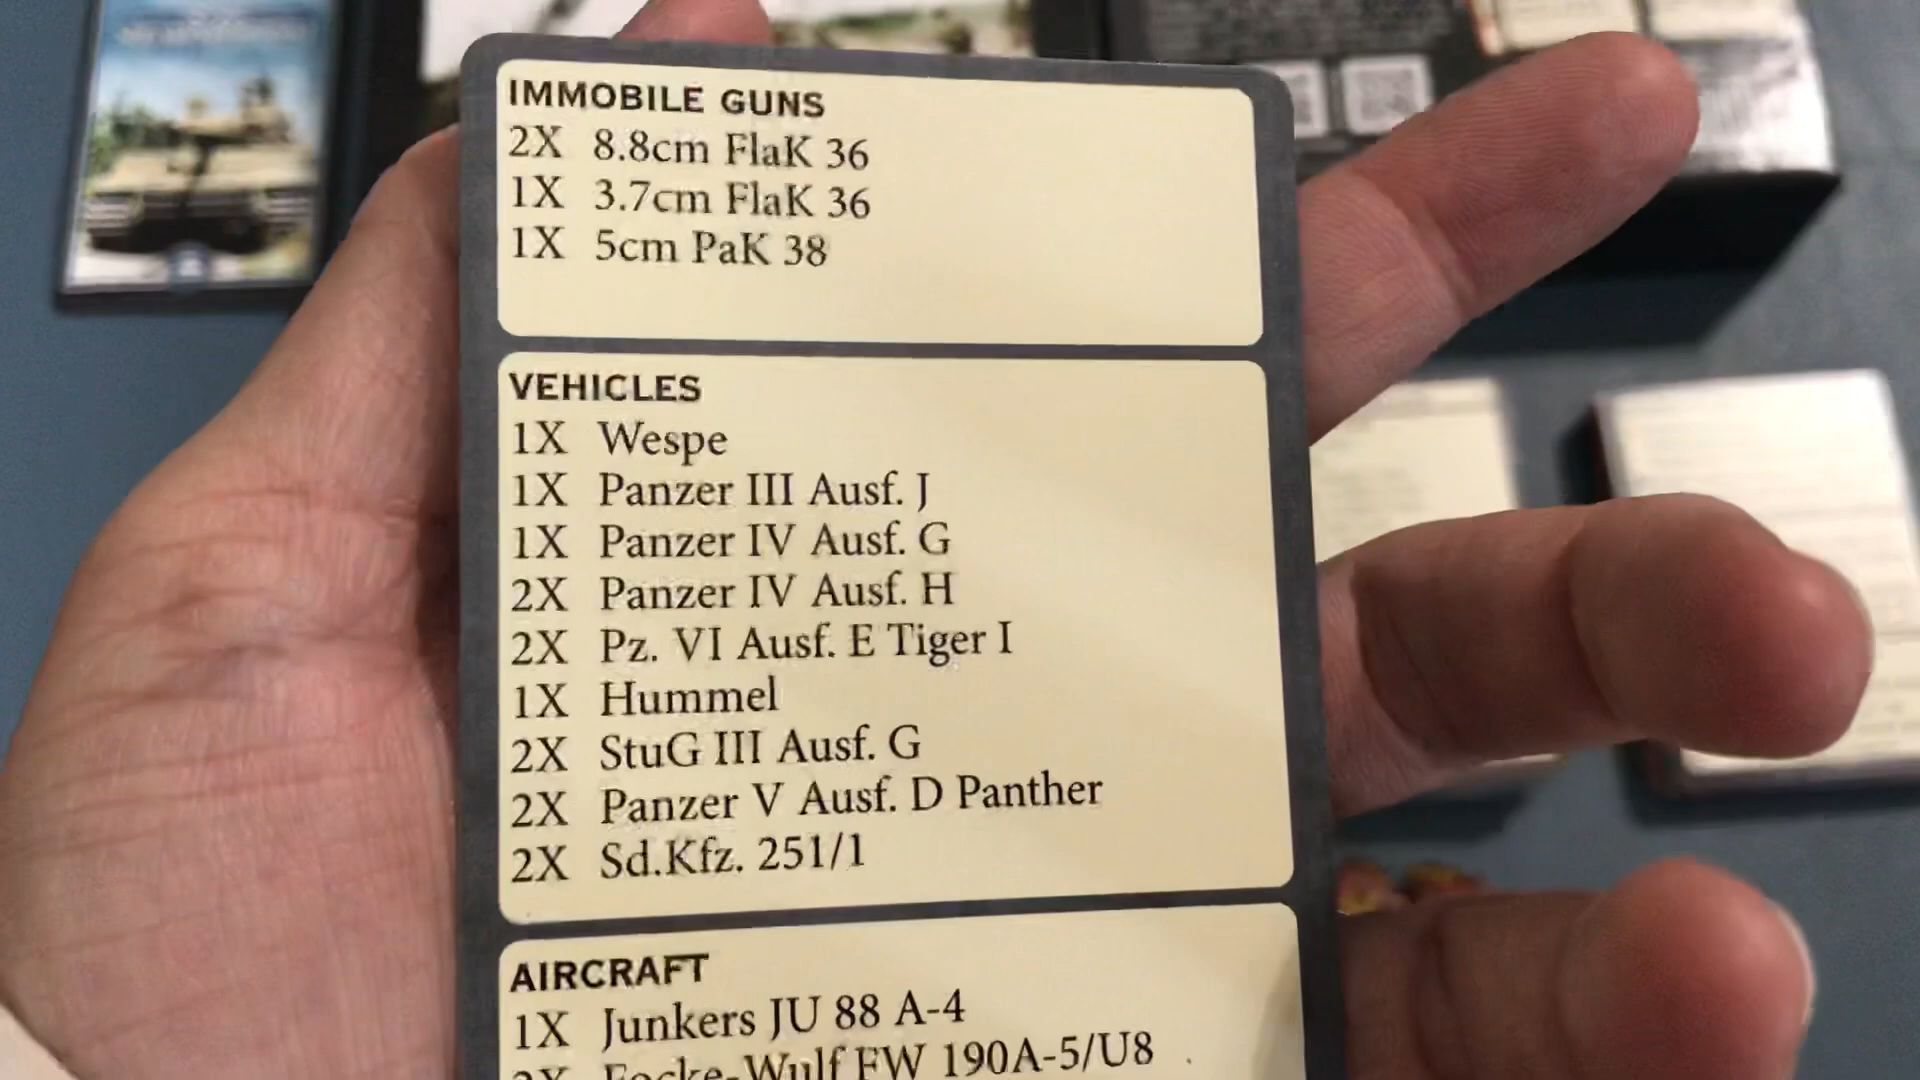 IMMOBILE GUNS
2X 8.8cm FlaK 36
1X 3.7cm FlaK 36
1X 5cm PaK 38
VEHICLES
1X Wespe
1X Panzer III Ausf. J
1X Panzer IV Ausf. G
2X Panzer IV Ausf. H
2X Pz. VI Ausf. E Tiger I
1X Hummel
2X StuG III Ausf. G
2X Panzer V Ausf. D Panther
2X Sd.Kfz. 251/1
AIRCRAFT
1X Junkers JU 88 A-4
2X Focke-Wulf FW 190A-5/U8